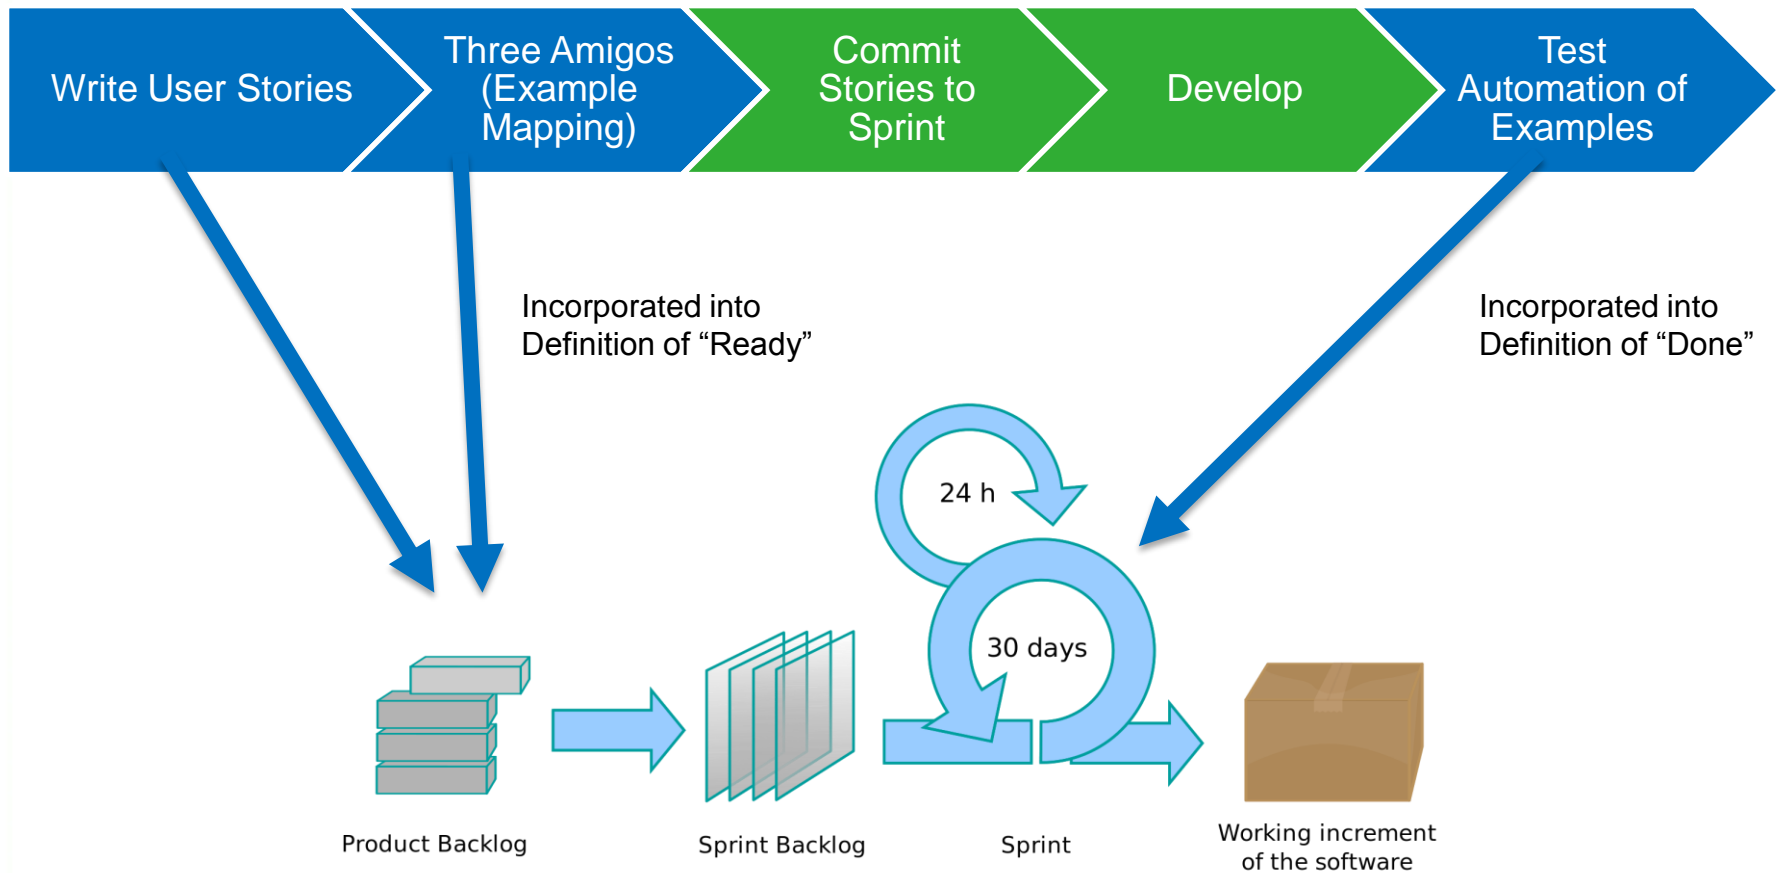 Write User Stories
Three Amigos
(Example
Mapping)
Commit
Stories to
Sprint
Develop
Test
Automation of
Examples
Incorporated into
Definition of “Ready”
Incorporated into
Definition of “Done”
24 h
30 days
Product Backlog
Sprint Backlog
Sprint
Working increment
of the software